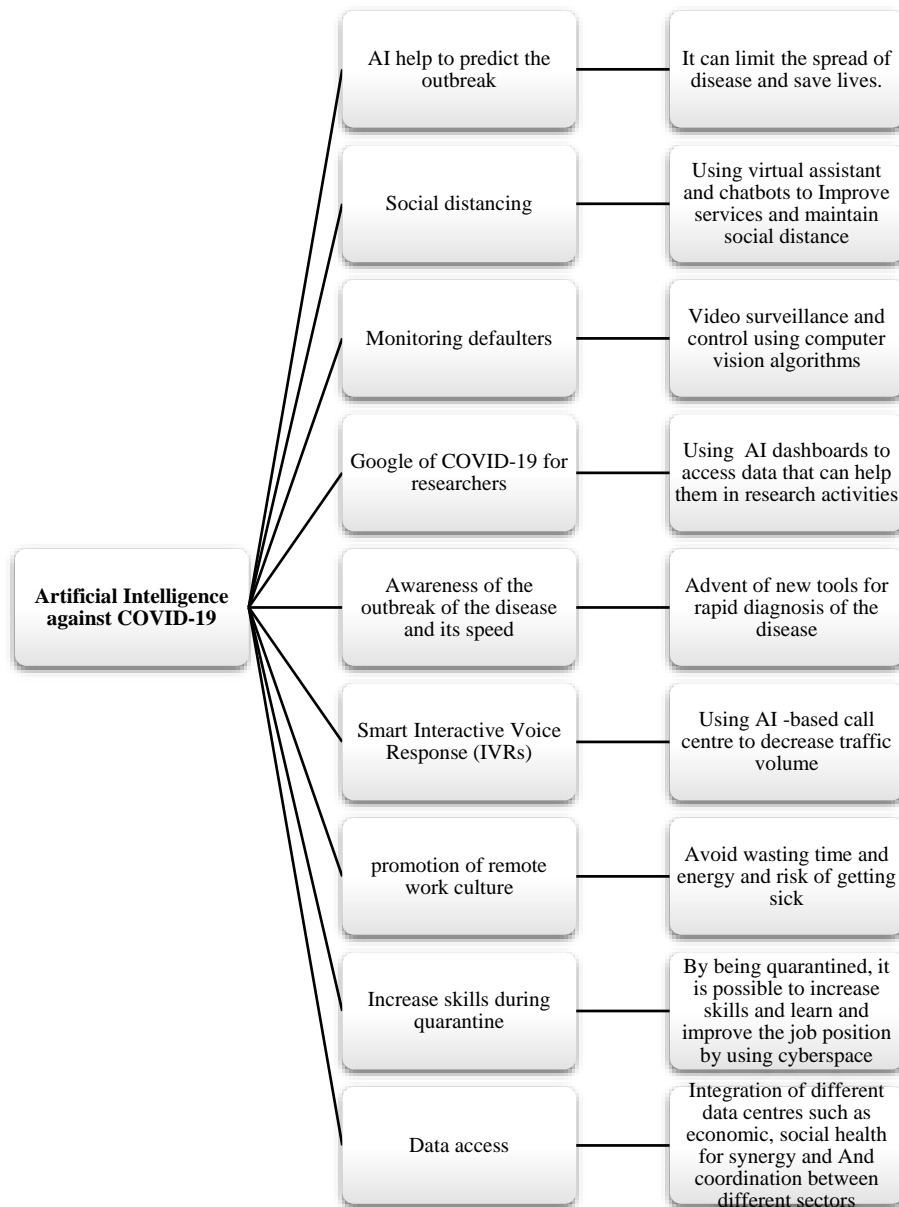 AI help to predict the
outbreak
It can limit the spread of
disease and save lives.
Social distancing
Using virtual assistant
and chatbots to Improve
services and maintain
social distance
Monitoring defaulters
Video surveillance and
control using computer
vision algorithms
Google of COVID-19 for
researchers
Using AI dashboards to
access data that can help
them in research activities
Artificial Intelligence
against COVID-19
Awareness of the
outbreak of the disease
and its speed
Advent of new tools for
rapid diagnosis of the
disease
Smart Interactive Voice
Response (IVRs)
Using AI -based call
centre to decrease traffic
volume
promotion of remote
work culture
Avoid wasting time and
energy and risk of getting
sick
Increase skills during
quarantine
By being quarantined, it
is possible to increase
skills and learn and
improve the job position
by using cyberspace
Data access
Integration of different
data centres such as
economic, social health
for synergy and And
coordination between
different sectors